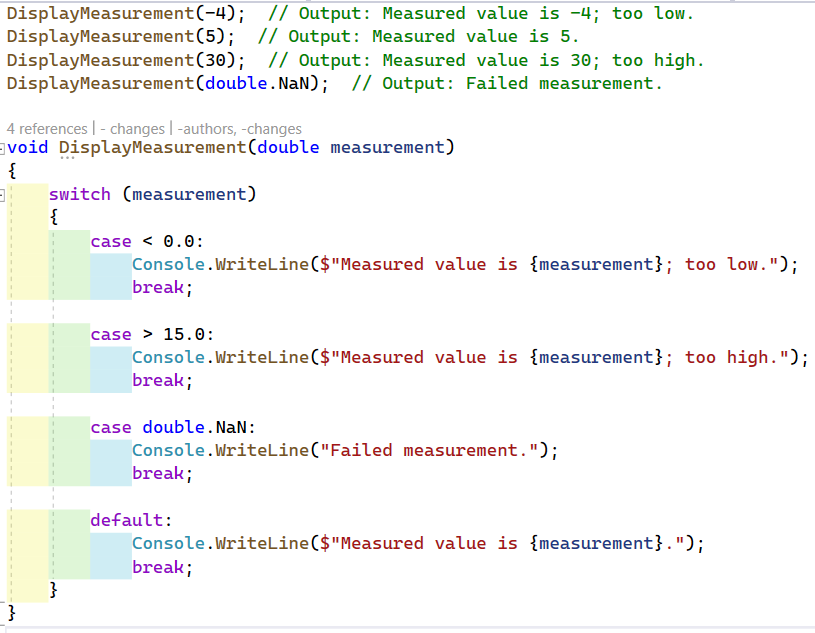 DisplayMeasurement(-4);  // Output: Measured value is -4; too low.
DisplayMeasurement(5);  // Output: Measured value is 5.
DisplayMeasurement(30);  // Output: Measured value is 30; too high.
DisplayMeasurement(double.NaN);  // Output: Failed measurement.
4 references | - changes | -authors, -changes
void DisplayMeasurement(double measurement)
{
    switch (measurement)
    {
        case < 0.0:
            Console.WriteLine($"Measured value is {measurement}; too low.");
            break;
        case > 15.0:
            Console.WriteLine($"Measured value is {measurement}; too high.");
            break;
        case double.NaN:
            Console.WriteLine("Failed measurement.");
            break;
        default:
            Console.WriteLine($"Measured value is {measurement}.");
            break;
    }
}